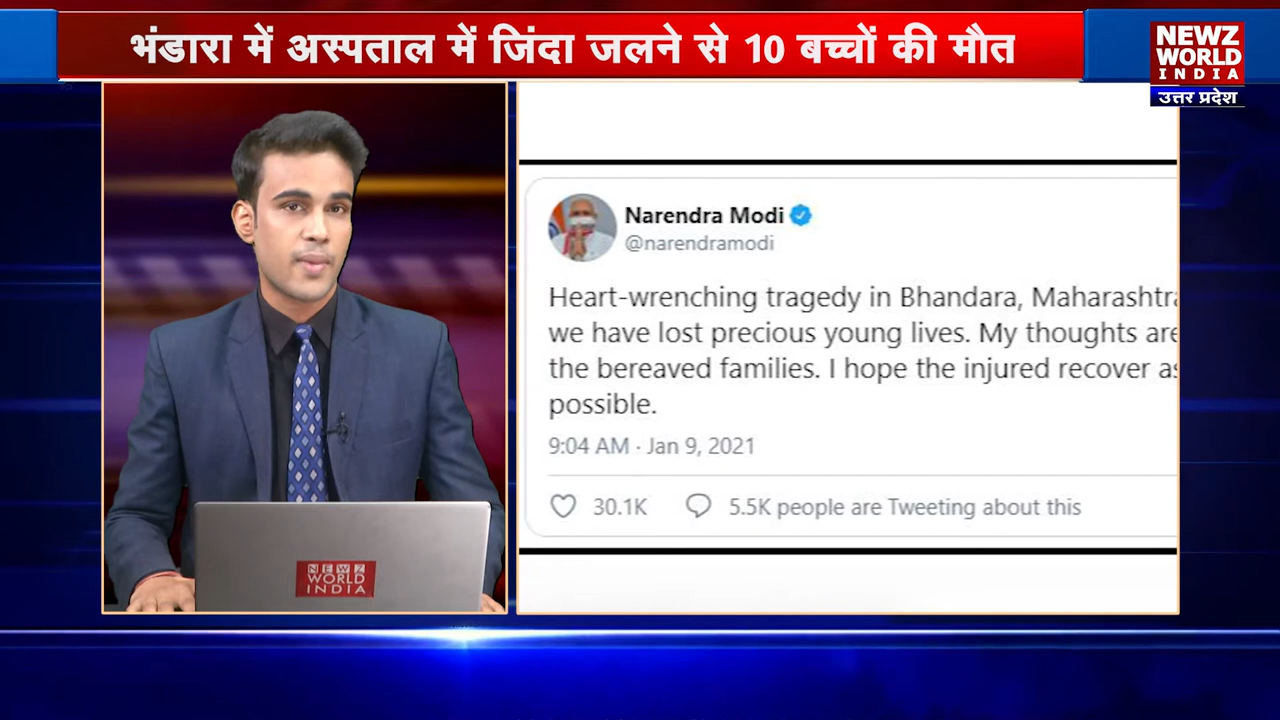 भंडारा में अस्पताल में जिंदा जलने से 10 बच्चों की मौत
NEWZ
WORLD
INDIA
उत्तर प्रदेश
Narendra Modi
@narendramodi
Heart-wrenching tragedy in Bhandara, Maharashtra
we have lost precious young lives. My thoughts are
the bereaved families. I hope the injured recover as
possible.
9:04 AM · Jan 9, 2021
30.1K 5.5K people are Tweeting about this
NEWZ
WORLD
INDIA